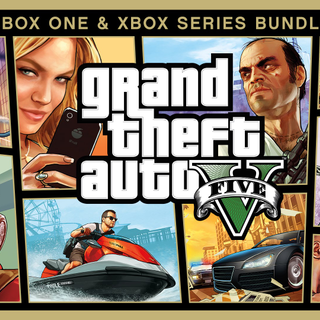 BOX ONE & XBOX SERIES BUNDL
grand
theft
auto
V
FIVE